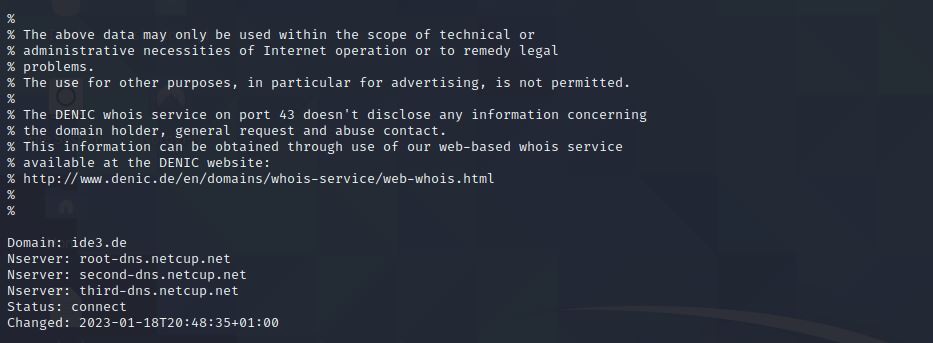 %
% The above data may only be used within the scope of technical or
% administrative necessities of Internet operation or to remedy legal
% problems.
% The use for other purposes, in particular for advertising, is not permitted.
%
% The DENIC whois service on port 43 doesn't disclose any information concerning
% the domain holder, general request and abuse contact.
% This information can be obtained through use of our web-based whois service
% available at the DENIC website:
% http://www.denic.de/en/domains/whois-service/web-whois.html
%
%
Domain: ide3.de
Nserver: root-dns.netcup.net
Nserver: second-dns.netcup.net
Nserver: third-dns.netcup.net
Status: connect
Changed: 2023-01-18T20:48:35+01:00